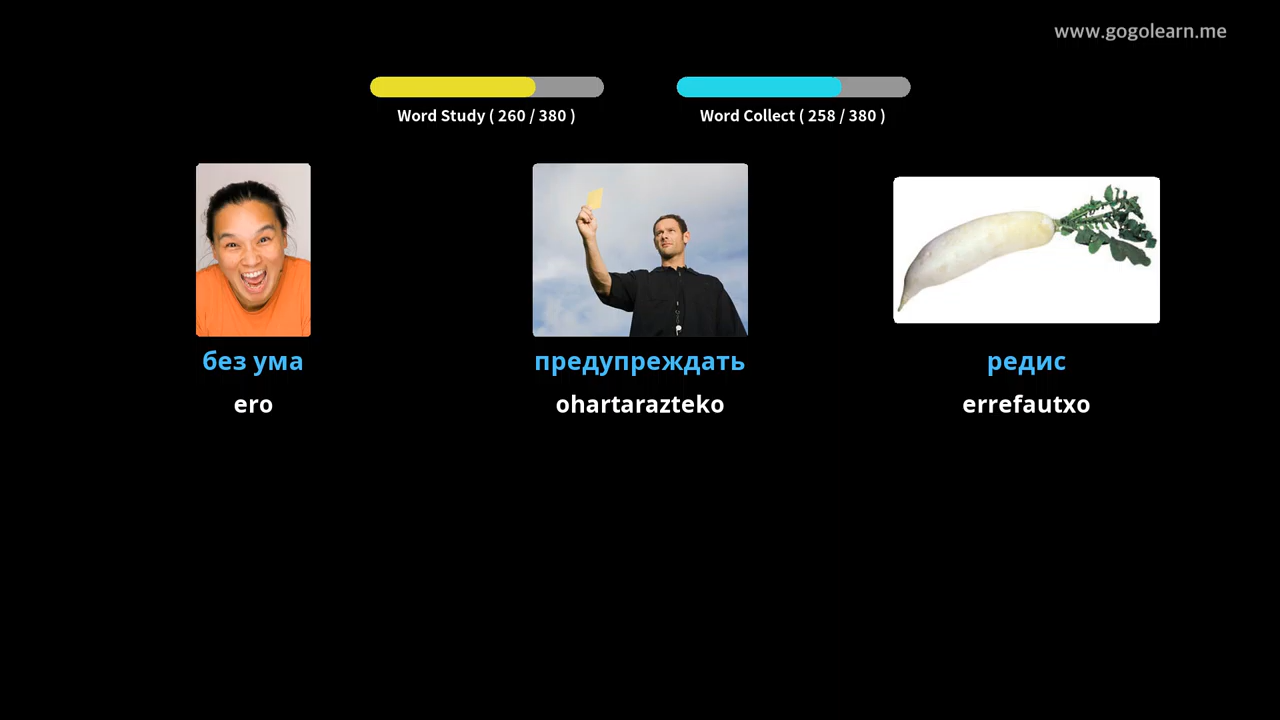 www.gogolearn.me
Word Study ( 260 / 380 )
Word Collect ( 258 / 380 )
без ума
предупреждать
редис
ero
ohartarazteko
errefautxo